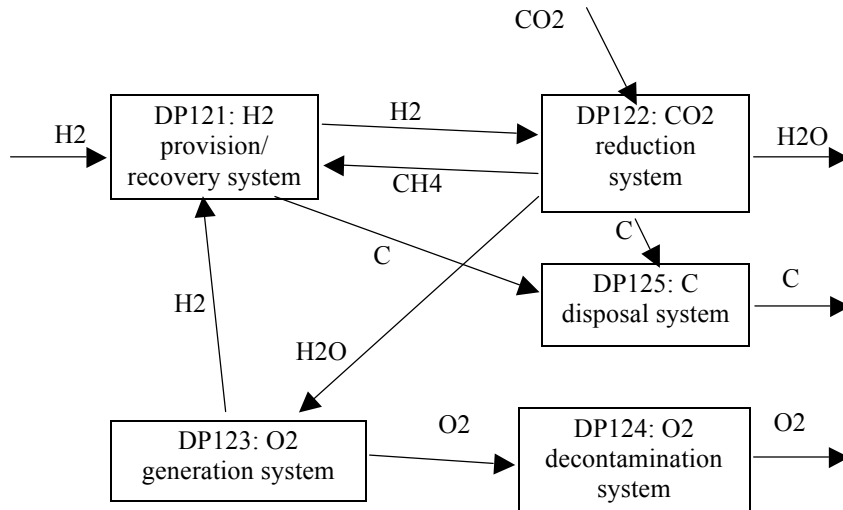 CO2
DP121: H2
provision/
recovery system
H2
H2
DP122: CO2
reduction
system
H2O
CH4
C
C
DP125: C
disposal system
C
H2
H2O
DP123: O2
generation system
O2
DP124: O2
decontamination
system
O2